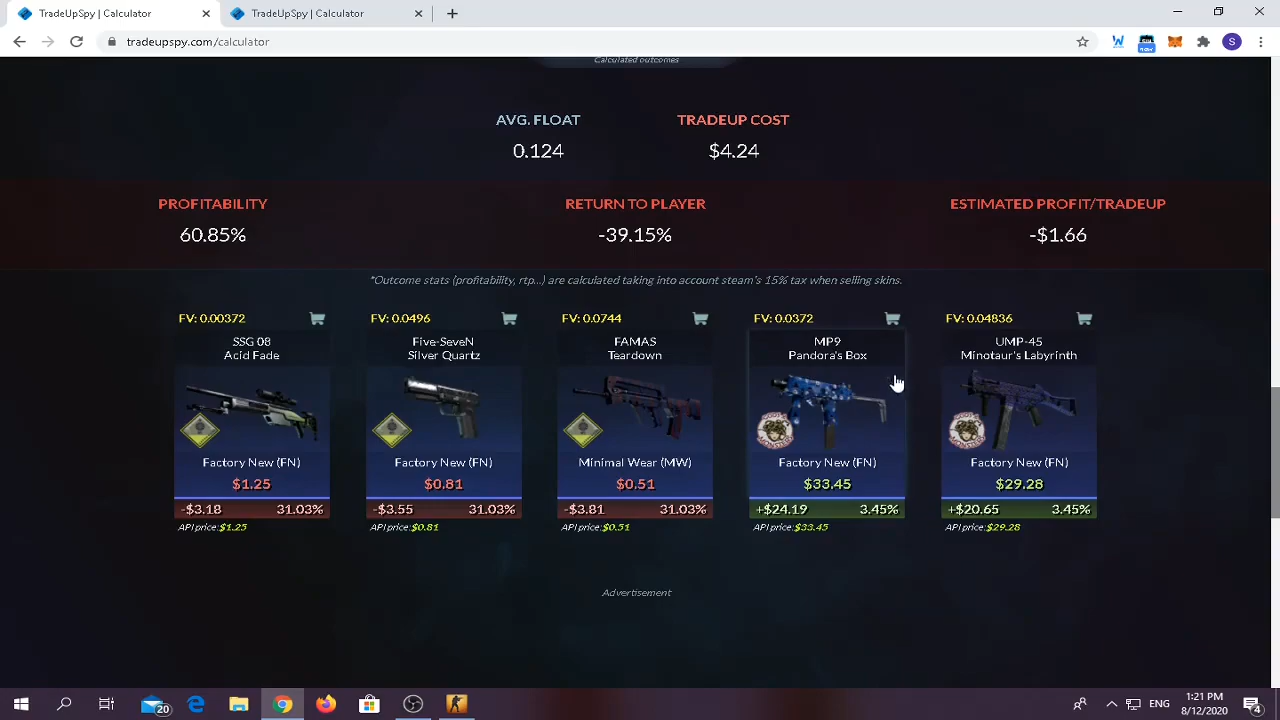 TradeUpSpy | Calculator
TradeUpSpy | Calculator
tradeupspy.com/calculator
S
Calculated outcomes
AVG. FLOAT
TRADEUP COST
0.124
$4.24
PROFITABILITY
RETURN TO PLAYER
ESTIMATED PROFIT/TRADEUP
60.85%
-39.15%
-$1.66
*Outcome stats (profitability, rtp...) are calculated taking into account steam's 15% tax when selling skins.
FV: 0.00372
SSG 08
Acid Fade
Factory New (FN)
$1.25
-$3.18 31.03%
API price:$1.25
FV: 0.0496
Five-SeveN
Silver Quartz
Factory New (FN)
$0.81
-$3.55 31.03%
API price:$0.81
FV: 0.0744
FAMAS
Teardown
Minimal Wear (MW)
$0.51
-$3.81 31.03%
API price:$0.51
FV: 0.0372
MP9
Pandora's Box
Factory New (FN)
$33.45
+$24.19 3.45%
API price:$33.45
FV: 0.04836
UMP-45
Minotaur's Labyrinth
Factory New (FN)
$29.28
+$20.65 3.45%
API price:$29.28
Advertisement
20
ENG
1:21 PM
8/12/2020
4